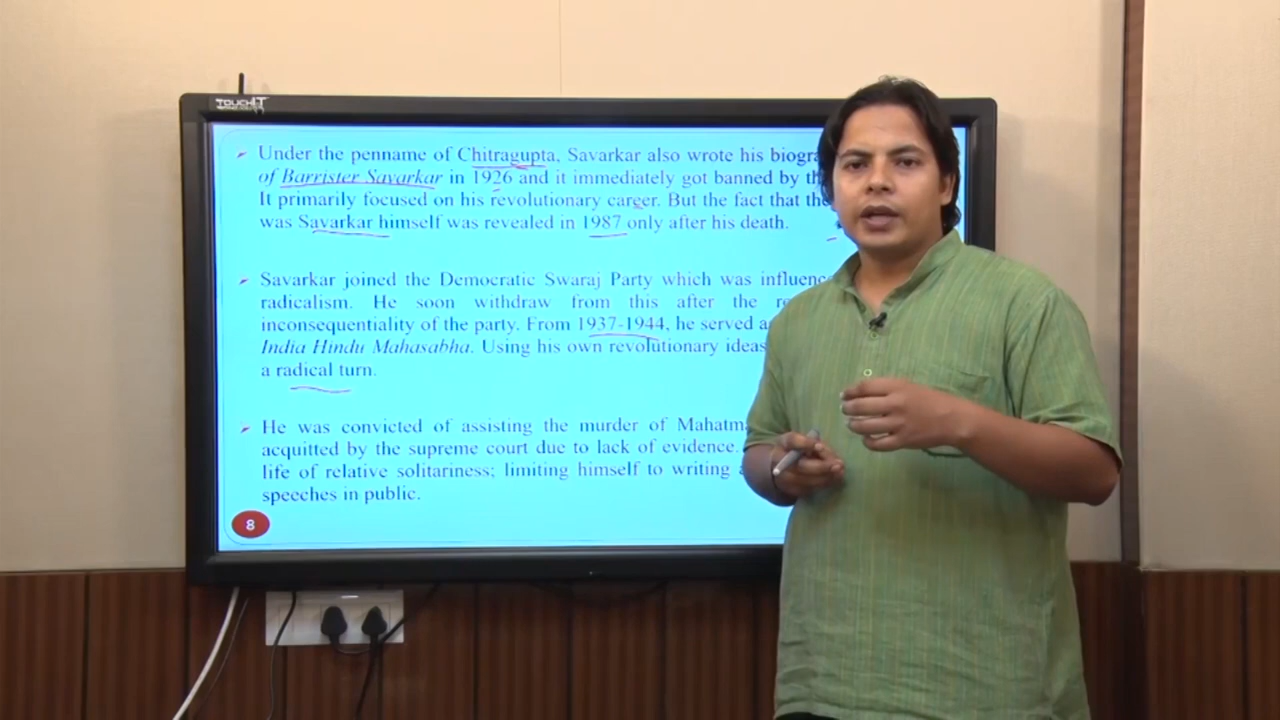 TOUCHIT
Under the penname of Chitragupta, Savarkar also wrote his
of Barrister Savarkar in 1926 and it immediately got banned by
It primarily focused on his revolutionary career. But the fact that
was Savarkar himself was revealed in 1987 only after his death.
Savarkar joined the Democratic Swaraj Party which was
radicalism. He soon withdraw from this after the
inconsequentiality of the party. From 1937-1944, he served
India Hindu Mahasabha. Using his own revolutionary ideas
a radical turn.
He was convicted of assisting the murder of
acquitted by the supreme court due to lack of evidence.
life of relative solitariness; limiting himself to writing
speeches in public.
8